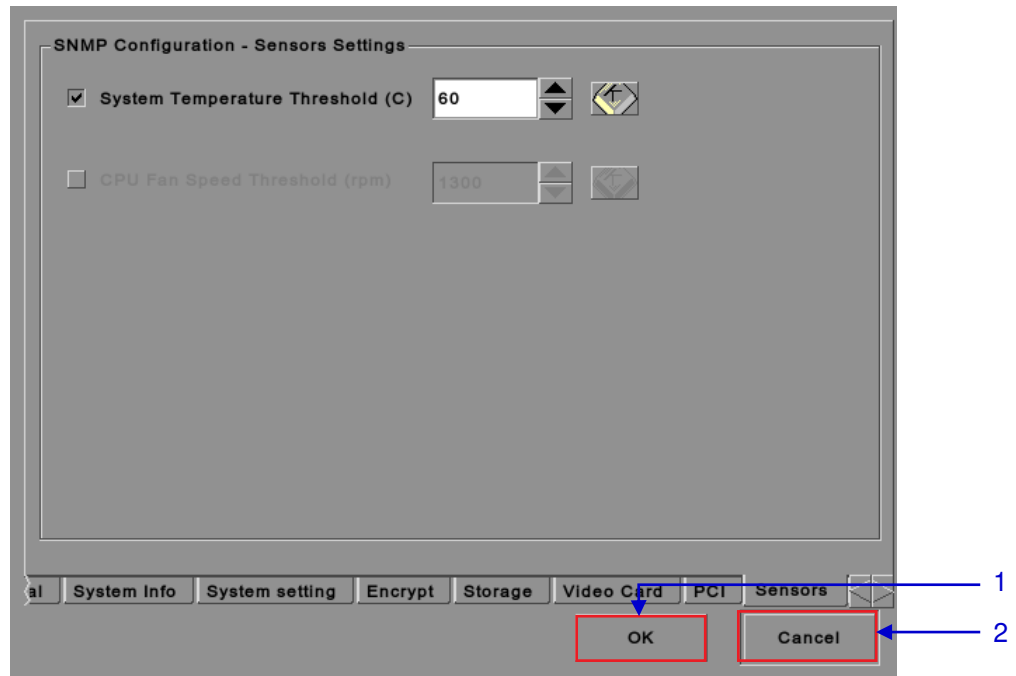 SNMP Configuration - Sensors Settings
System Temperature Threshold (C) 60
CPU Fan Speed Threshold (rpm) 1300
al System Info System setting Encrypt Storage Video Card PCI Sensors 1
OK Cancel 2